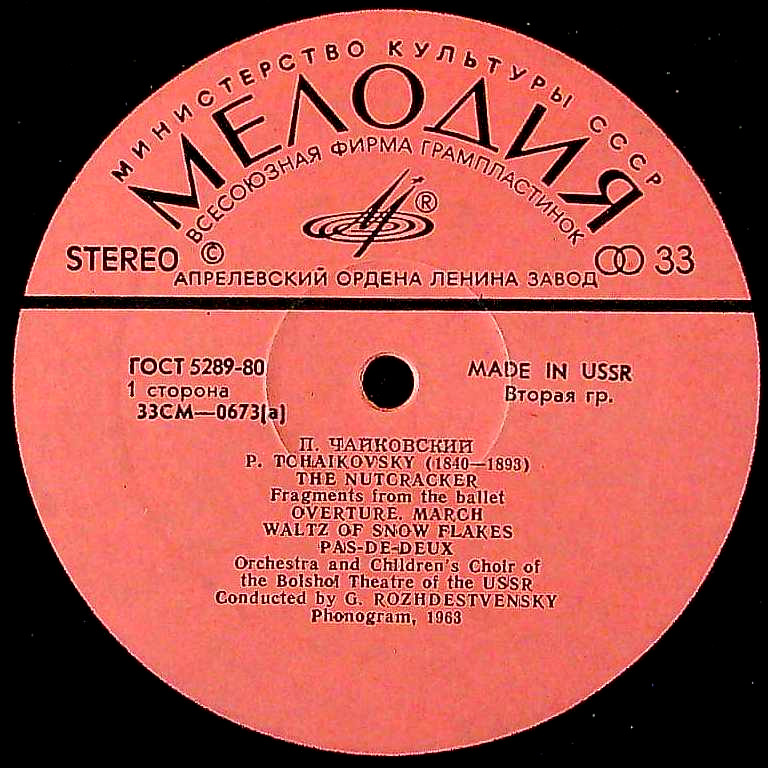 МИНИСТЕРСТВО КУЛЬТУРЫ СССР
МЕЛОДИЯ
ВСЕСОЮЗНАЯ ФИРМА ГРАМПЛАСТИНОК
®
STEREO © 33
АПРЕЛЕВСКИЙ ОРДЕНА ЛЕНИНА ЗАВОД
ГОСТ 5289-80 MADE IN USSR
1 сторона Вторая гр.
33СМ—0673(а)
П. ЧАЙКОВСКИЙ
P. TCHAIKOVSKY (1840—1893)
THE NUTCRACKER
Fragments from the ballet
OVERTURE. MARCH
WALTZ OF SNOW FLAKES
PAS-DE-DEUX
Orchestra and Children's Choir of
the Bolshoi Theatre of the USSR
Conducted by G. ROZHDESTVENSKY
Phonogram, 1963